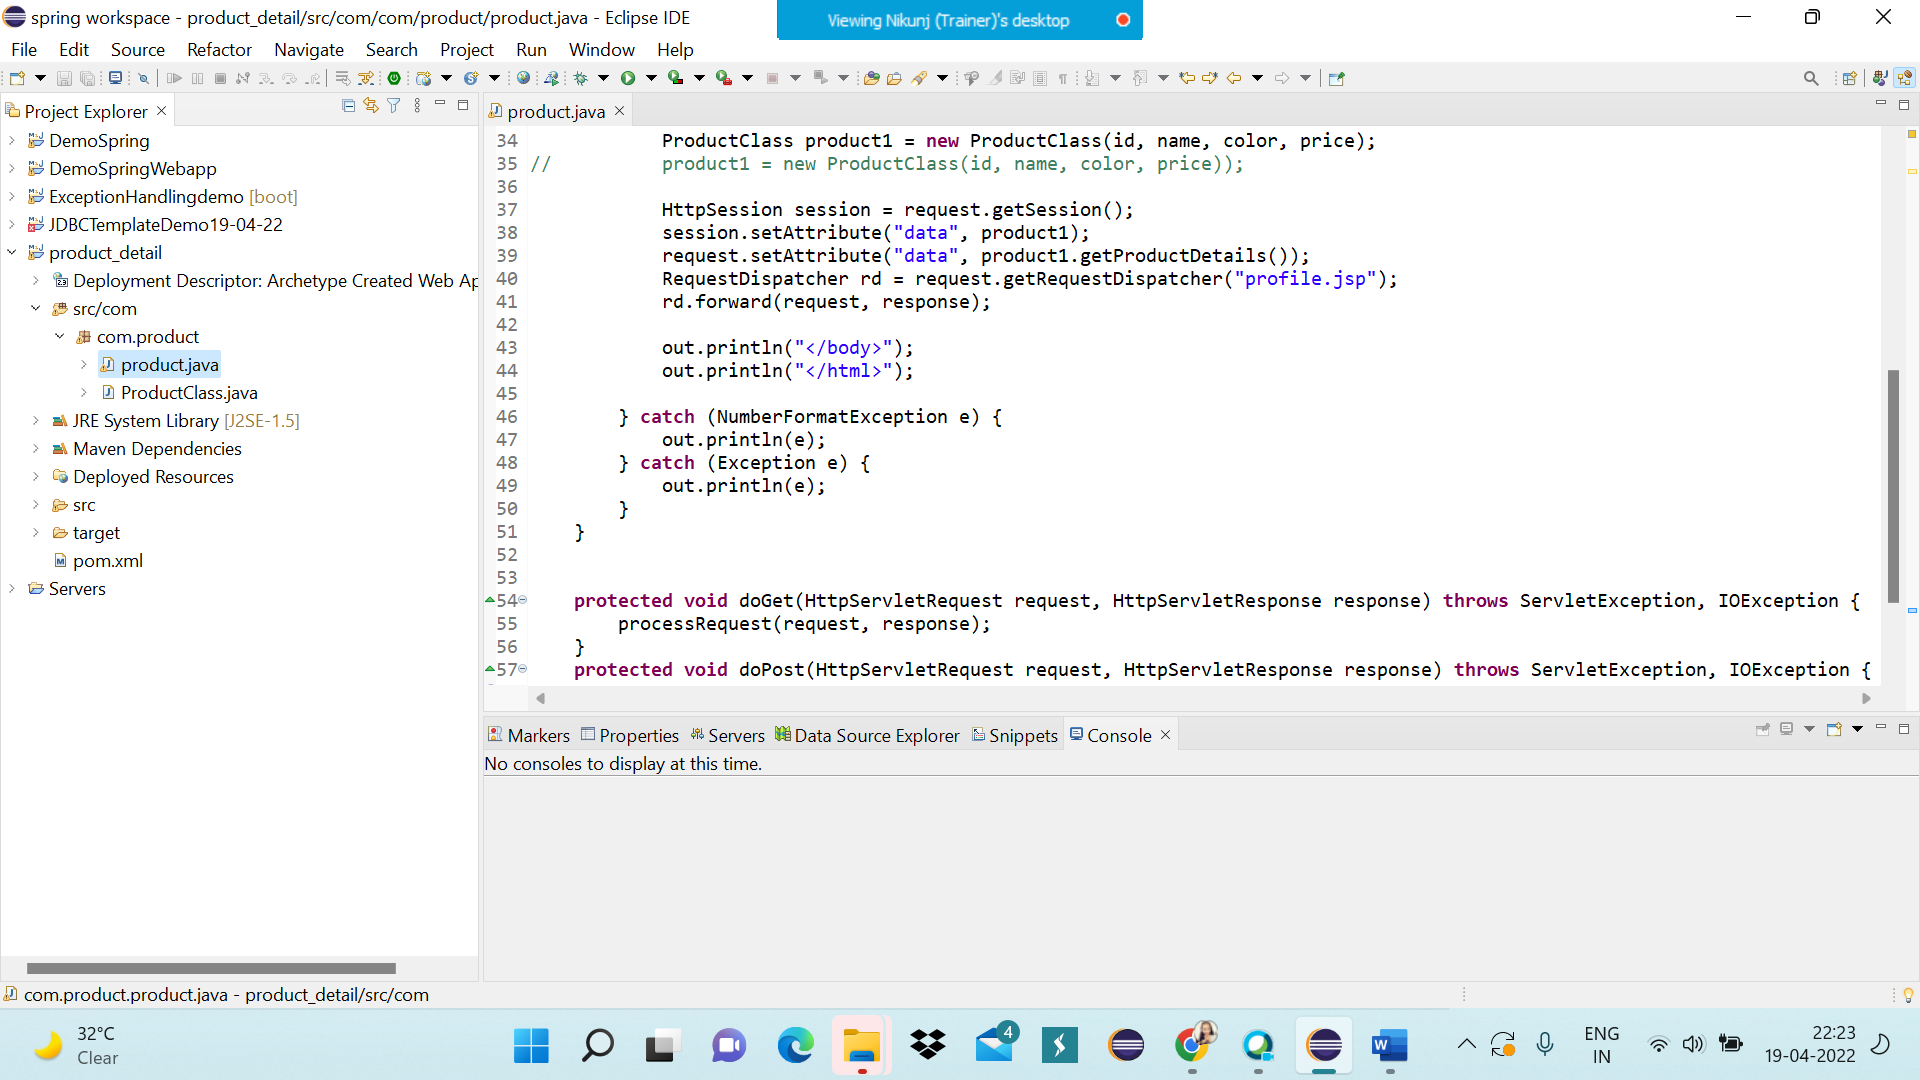 spring workspace - product_detail/src/com/com/product/product.java - Eclipse IDE
Viewing Nikunj (Trainer)'s desktop
File Edit Source Refactor Navigate Search Project Run Window Help
Project Explorer
DemoSpring
DemoSpringWebapp
ExceptionHandlingdemo [boot]
JDBCTemplateDemo19-04-22
product_detail
Deployment Descriptor: Archetype Created Web Ap
src/com
com.product
product.java
ProductClass.java
JRE System Library [J2SE-1.5]
Maven Dependencies
Deployed Resources
src
target
pom.xml
Servers
product.java
34 ProductClass product1 = new ProductClass(id, name, color, price);
35 // product1 = new ProductClass(id, name, color, price));
36
37 HttpSession session = request.getSession();
38 session.setAttribute("data", product1);
39 request.setAttribute("data", product1.getProductDetails());
40 RequestDispatcher rd = request.getRequestDispatcher("profile.jsp");
41 rd.forward(request, response);
42
43 out.println("</body>");
44 out.println("</html>");
45
46 } catch (NumberFormatException e) {
47 out.println(e);
48 } catch (Exception e) {
49 out.println(e);
50 }
51 }
52
53
54 protected void doGet(HttpServletRequest request, HttpServletResponse response) throws ServletException, IOException {
55 processRequest(request, response);
56 }
57 protected void doPost(HttpServletRequest request, HttpServletResponse response) throws ServletException, IOException {
Markers Properties Servers Data Source Explorer Snippets Console
No consoles to display at this time.
com.product.product.java - product_detail/src/com
32°C
Clear
4
ENG
IN
22:23
19-04-2022